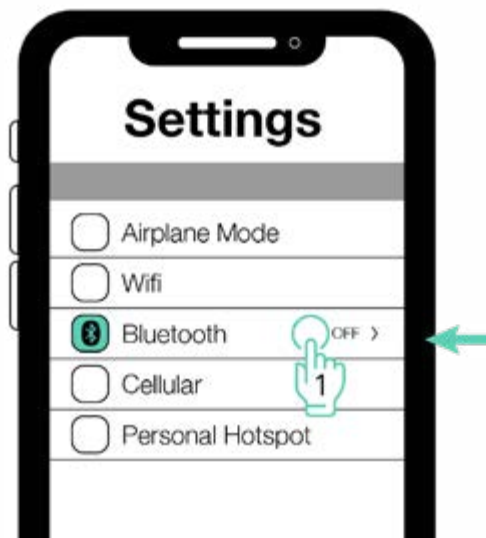 Settings
Airplane Mode
Wifi
Bluetooth OFF >
1
Cellular
Personal Hotspot